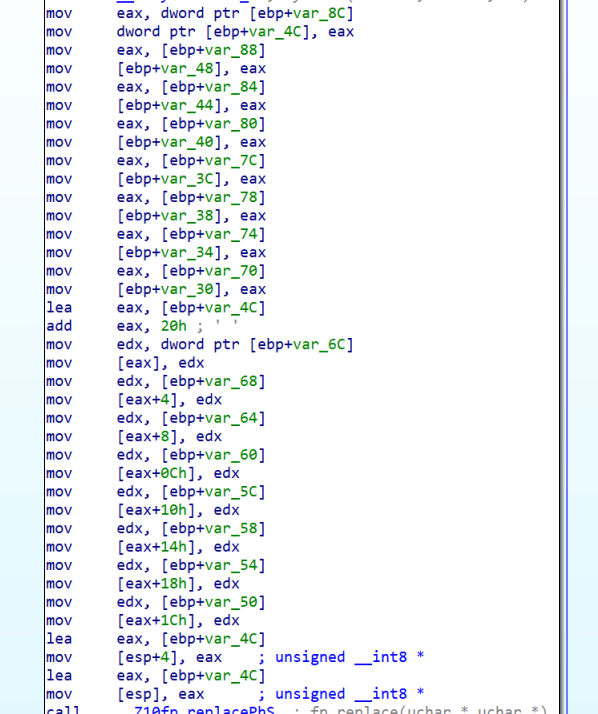 mov eax, dword ptr [ebp+var_8C]
mov dword ptr [ebp+var_4C], eax
mov eax, [ebp+var_88]
mov [ebp+var_48], eax
mov eax, [ebp+var_84]
mov [ebp+var_44], eax
mov eax, [ebp+var_80]
mov [ebp+var_40], eax
mov eax, [ebp+var_7C]
mov [ebp+var_3C], eax
mov eax, [ebp+var_78]
mov [ebp+var_38], eax
mov eax, [ebp+var_74]
mov [ebp+var_34], eax
mov eax, [ebp+var_70]
mov [ebp+var_30], eax
lea eax, [ebp+var_4C]
add eax, 20h ; ' '
mov edx, dword ptr [ebp+var_6C]
mov [eax], edx
mov edx, [ebp+var_68]
mov [eax+4], edx
mov edx, [ebp+var_64]
mov [eax+8], edx
mov edx, [ebp+var_60]
mov [eax+0Ch], edx
mov edx, [ebp+var_5C]
mov [eax+10h], edx
mov edx, [ebp+var_58]
mov [eax+14h], edx
mov edx, [ebp+var_54]
mov [eax+18h], edx
mov edx, [ebp+var_50]
mov [eax+1Ch], edx
lea eax, [ebp+var_4C]
mov [esp+4], eax ; unsigned __int8 *
lea eax, [ebp+var_4C]
mov [esp], eax ; unsigned __int8 *
call __Z10fp_replacePhS_ ; fp_replace(uchar *,uchar *)